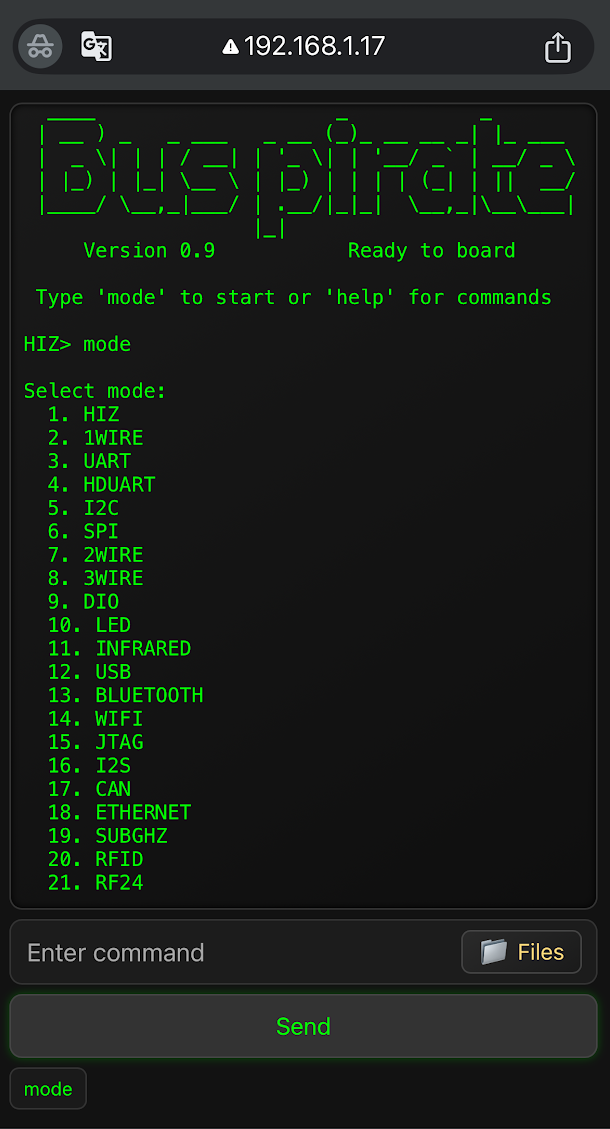 192.168.1.17
Bus pirate
Version 0.9 Ready to board
Type 'mode' to start or 'help' for commands
HIZ> mode
Select mode:
1. HIZ
2. 1WIRE
3. UART
4. HDUART
5. I2C
6. SPI
7. 2WIRE
8. 3WIRE
9. DIO
10. LED
11. INFRARED
12. USB
13. BLUETOOTH
14. WIFI
15. JTAG
16. I2S
17. CAN
18. ETHERNET
19. SUBGHZ
20. RFID
21. RF24
Enter command Files
Send
mode